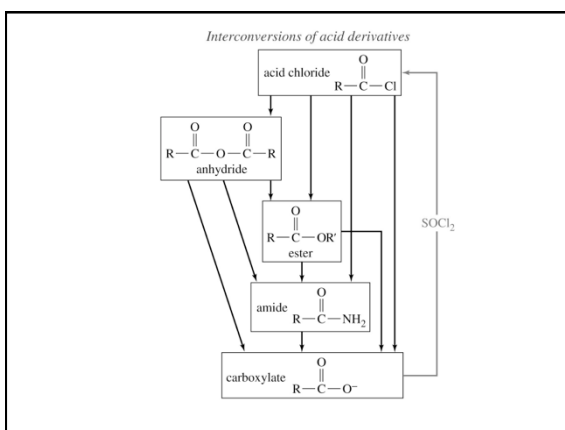 Interconversions of acid derivatives
O
acid chloride
R—C—Cl
O O
R—C—O—C—R
anhydride
O
R—C—OR′
ester
SOCl₂
O
amide
R—C—NH₂
O
carboxylate
R—C—O⁻